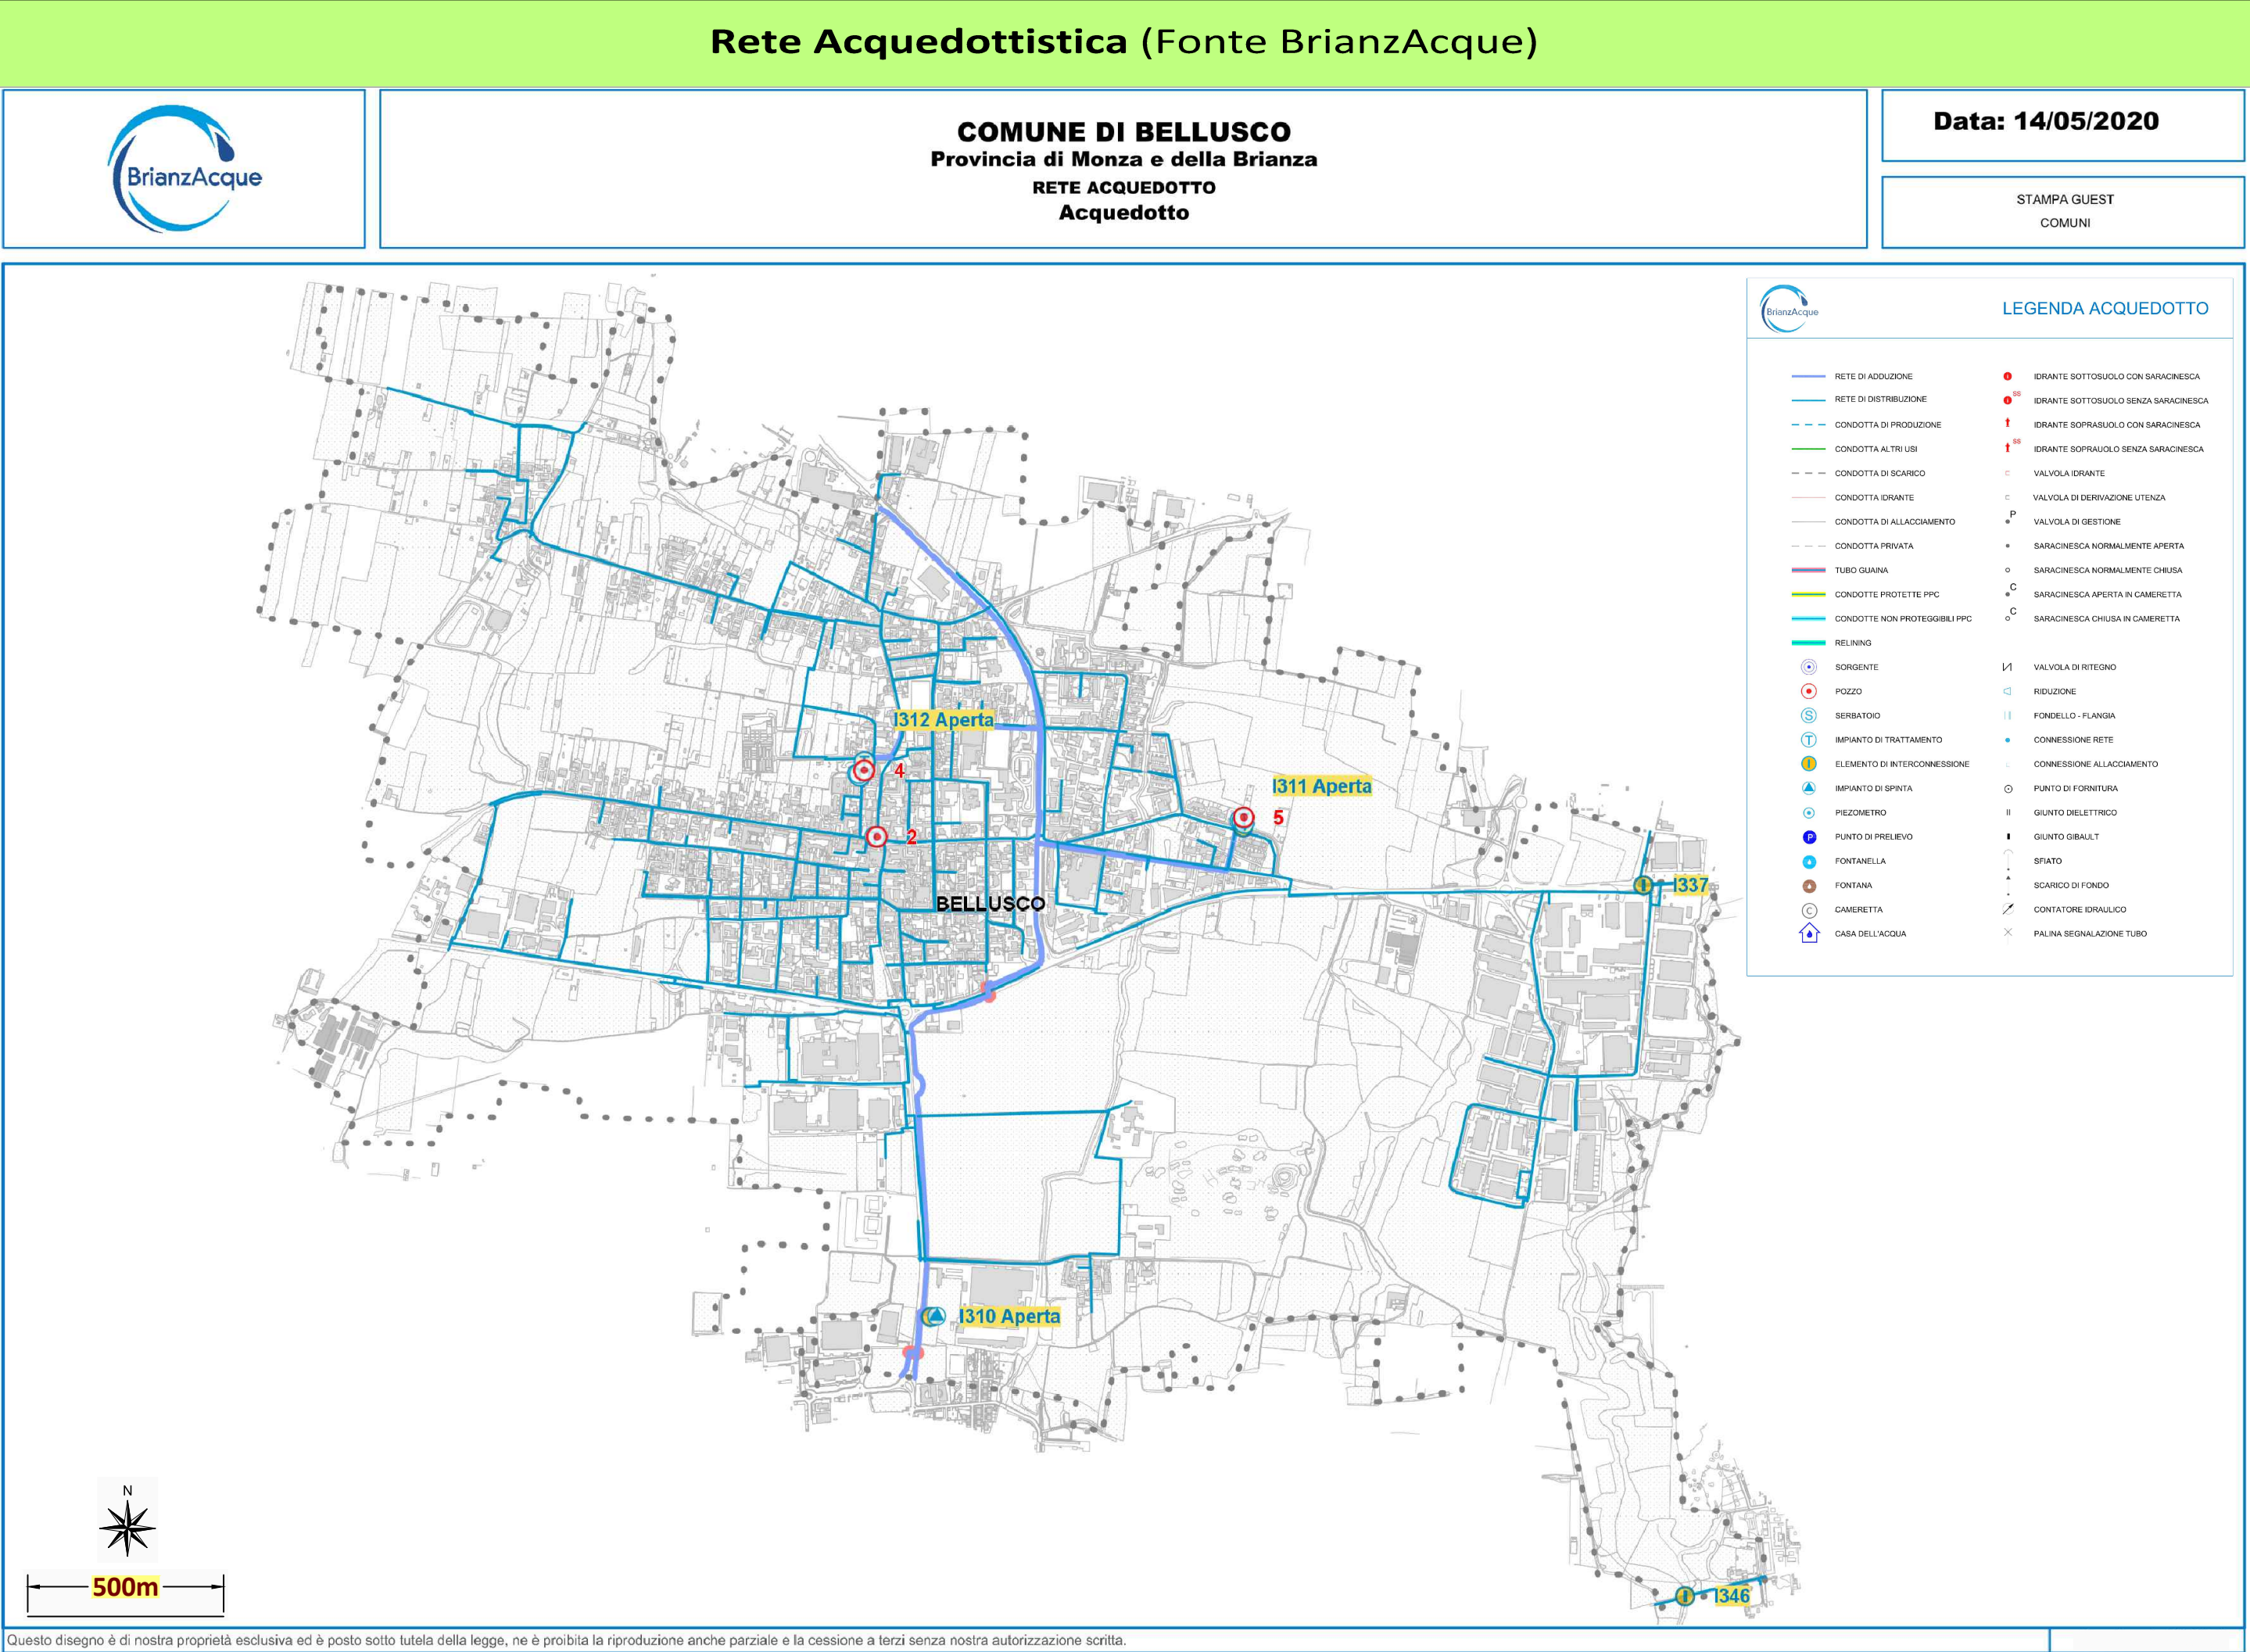 Rete Acquedottistica (Fonte BrianzAcque)
BrianzAcque
COMUNE DI BELLUSCO
Provincia di Monza e della Brianza
RETE ACQUEDOTTO
Acquedotto
Data: 14/05/2020
STAMPA GUEST
COMUNI
BrianzAcque
LEGENDA ACQUEDOTTO
RETE DI ADDUZIONE
RETE DI DISTRIBUZIONE
CONDOTTA DI PRODUZIONE
CONDOTTA ALTRI USI
CONDOTTA DI SCARICO
CONDOTTA IDRANTE
CONDOTTA DI ALLACCIAMENTO
CONDOTTA PRIVATA
TUBO GUAINA
CONDOTTE PROTETTE PPC
CONDOTTE NON PROTEGGIBILI PPC
RELINING
SORGENTE
POZZO
S SERBATOIO
T IMPIANTO DI TRATTAMENTO
I ELEMENTO DI INTERCONNESSIONE
IMPIANTO DI SPINTA
PIEZOMETRO
P PUNTO DI PRELIEVO
FONTANELLA
FONTANA
C CAMERETTA
CASA DELL'ACQUA
IDRANTE SOTTOSUOLO CON SARACINESCA
SS IDRANTE SOTTOSUOLO SENZA SARACINESCA
IDRANTE SOPRASUOLO CON SARACINESCA
SS IDRANTE SOPRAUOLO SENZA SARACINESCA
VALVOLA IDRANTE
VALVOLA DI DERIVAZIONE UTENZA
P VALVOLA DI GESTIONE
SARACINESCA NORMALMENTE APERTA
SARACINESCA NORMALMENTE CHIUSA
C SARACINESCA APERTA IN CAMERETTA
C SARACINESCA CHIUSA IN CAMERETTA
VALVOLA DI RITEGNO
RIDUZIONE
FONDELLO - FLANGIA
CONNESSIONE RETE
CONNESSIONE ALLACCIAMENTO
PUNTO DI FORNITURA
GIUNTO DIELETTRICO
GIUNTO GIBAULT
SFIATO
SCARICO DI FONDO
CONTATORE IDRAULICO
PALINA SEGNALAZIONE TUBO
I312 Aperta
4
I311 Aperta
5
2
I337
BELLUSCO
I310 Aperta
I346
N
500m
Questo disegno è di nostra proprietà esclusiva ed è posto sotto tutela della legge, ne è proibita la riproduzione anche parziale e la cessione a terzi senza nostra autorizzazione scritta.